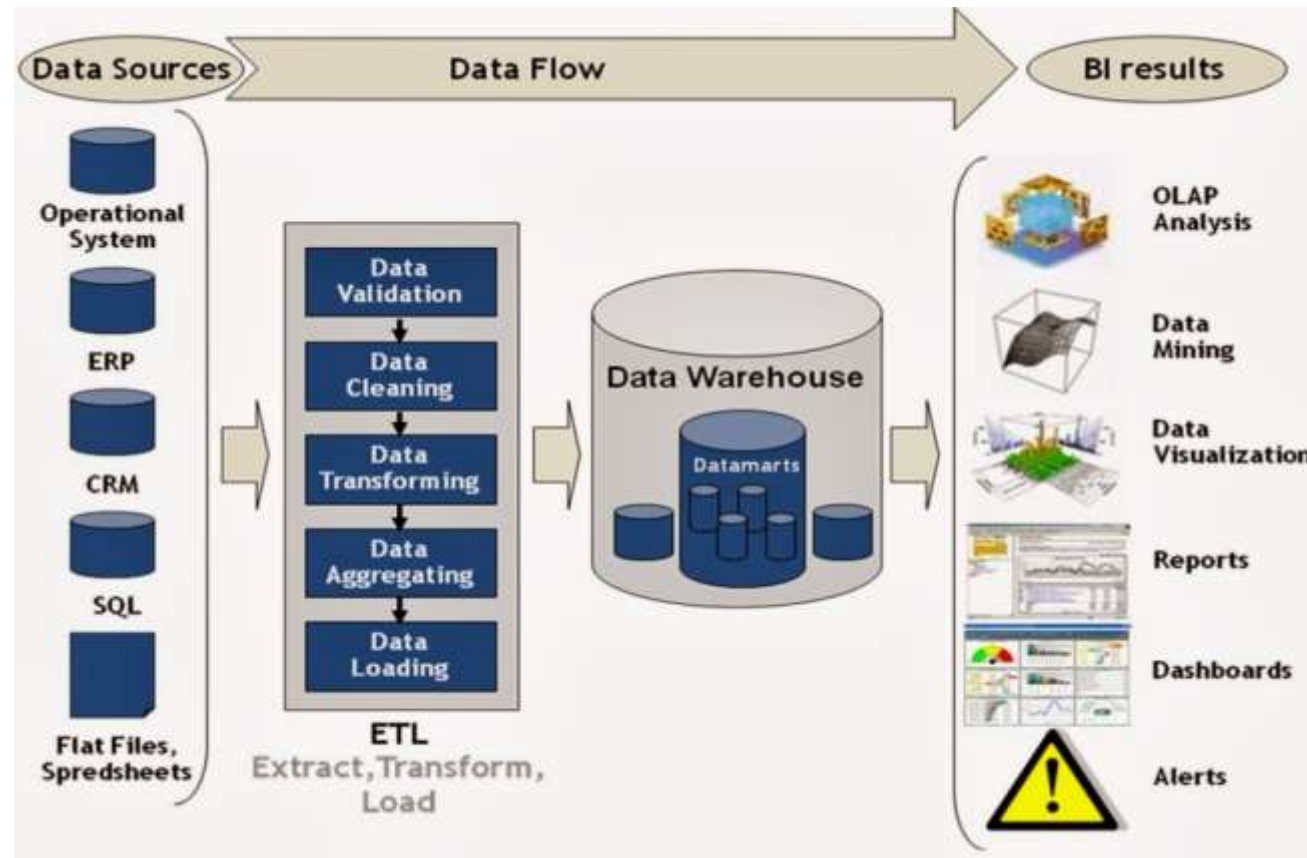 Data Sources
Data Flow
BI results
Operational
System
ERP
CRM
SQL
Flat Files,
Spredsheets
Data
Validation
Data
Cleaning
Data
Transforming
Data
Aggregating
Data
Loading
ETL
Extract,Transform,
Load
Data Warehouse
Datamarts
OLAP
Analysis
Data
Mining
Data
Visualization
Reports
Dashboards
Alerts